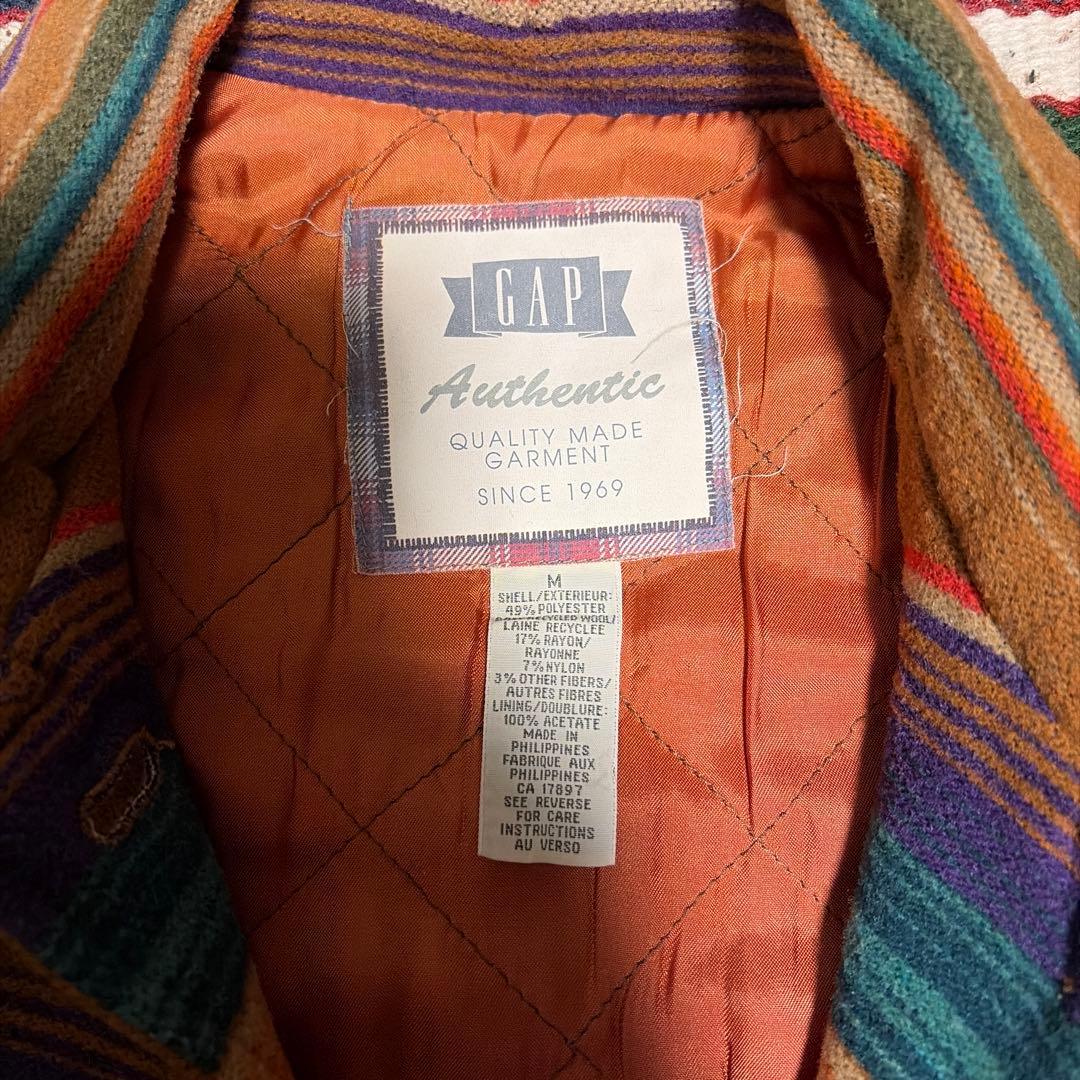 GAP
Authentic
QUALITY MADE
GARMENT
SINCE 1969
M
SHELL/EXTERIEUR:
49% POLYESTER
RECYCLED WOOL/
LAINE RECYCLEE
17% RAYON/
RAYONNE
7% NYLON
3% OTHER FIBERS/
AUTRES FIBRES
LINING/DOUBLURE:
100% ACETATE
MADE IN
PHILIPPINES
FABRIQUE AUX
PHILIPPINES
CA 17897
SEE REVERSE
FOR CARE
INSTRUCTIONS
AU VERSO